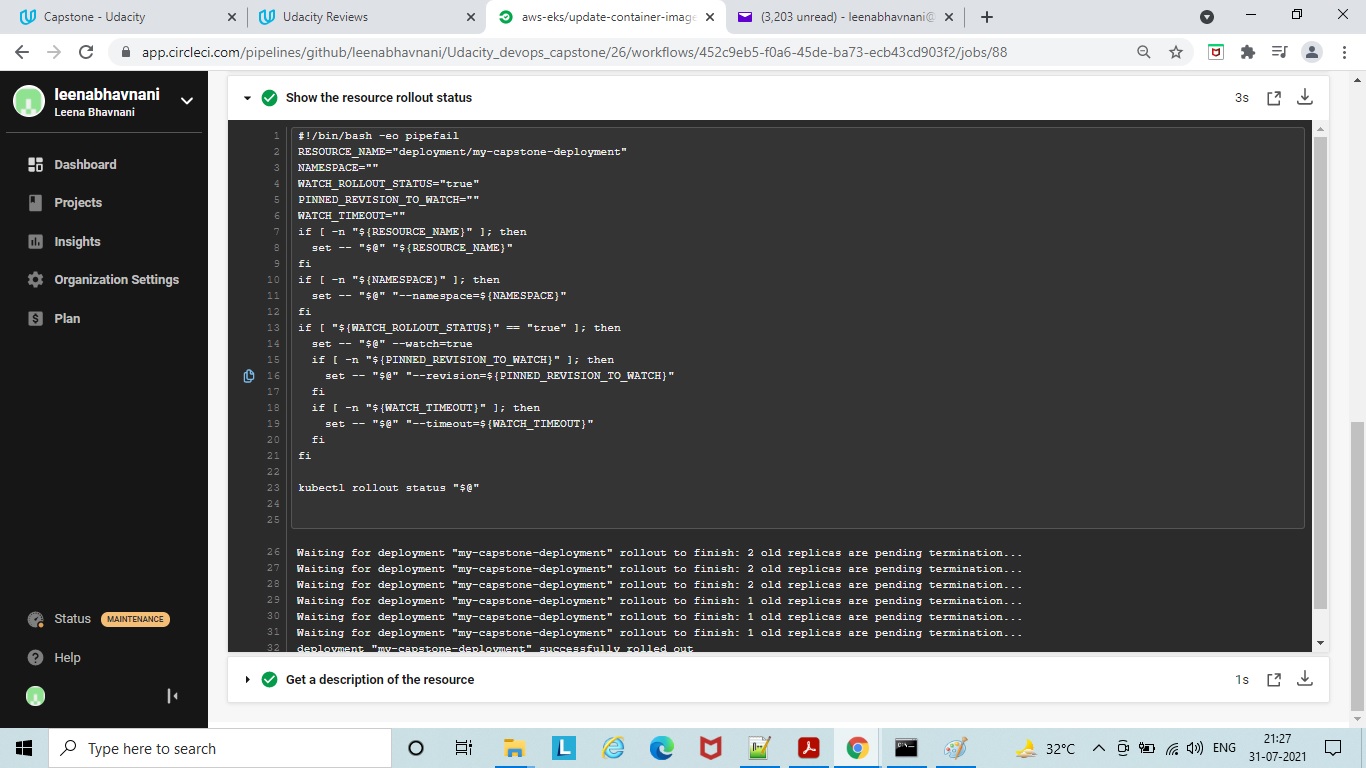 Capstone - Udacity
Udacity Reviews
aws-eks/update-container-image
(3,203 unread) - leenabhavnani@
app.circleci.com/pipelines/github/leenabhavnani/Udacity_devops_capstone/26/workflows/452c9eb5-f0a6-45de-ba73-ecb43cd903f2/jobs/88
leenabhavnani
Leena Bhavnani
Dashboard
Projects
Insights
Organization Settings
Plan
Status MAINTENANCE
Help
Show the resource rollout status 3s
1 #!/bin/bash -eo pipefail
2 RESOURCE_NAME="deployment/my-capstone-deployment"
3 NAMESPACE=""
4 WATCH_ROLLOUT_STATUS="true"
5 PINNED_REVISION_TO_WATCH=""
6 WATCH_TIMEOUT=""
7 if [ -n "${RESOURCE_NAME}" ]; then
8 set -- "$@" "${RESOURCE_NAME}"
9 fi
10 if [ -n "${NAMESPACE}" ]; then
11 set -- "$@" "--namespace=${NAMESPACE}"
12 fi
13 if [ "${WATCH_ROLLOUT_STATUS}" == "true" ]; then
14 set -- "$@" --watch=true
15 if [ -n "${PINNED_REVISION_TO_WATCH}" ]; then
16 set -- "$@" "--revision=${PINNED_REVISION_TO_WATCH}"
17 fi
18 if [ -n "${WATCH_TIMEOUT}" ]; then
19 set -- "$@" "--timeout=${WATCH_TIMEOUT}"
20 fi
21 fi
22
23 kubectl rollout status "$@"
24
25
26 Waiting for deployment "my-capstone-deployment" rollout to finish: 2 old replicas are pending termination...
27 Waiting for deployment "my-capstone-deployment" rollout to finish: 2 old replicas are pending termination...
28 Waiting for deployment "my-capstone-deployment" rollout to finish: 2 old replicas are pending termination...
29 Waiting for deployment "my-capstone-deployment" rollout to finish: 1 old replicas are pending termination...
30 Waiting for deployment "my-capstone-deployment" rollout to finish: 1 old replicas are pending termination...
31 Waiting for deployment "my-capstone-deployment" rollout to finish: 1 old replicas are pending termination...
32 deployment "my-capstone-deployment" successfully rolled out
Get a description of the resource 1s
Type here to search
32°C
ENG
21:27
31-07-2021